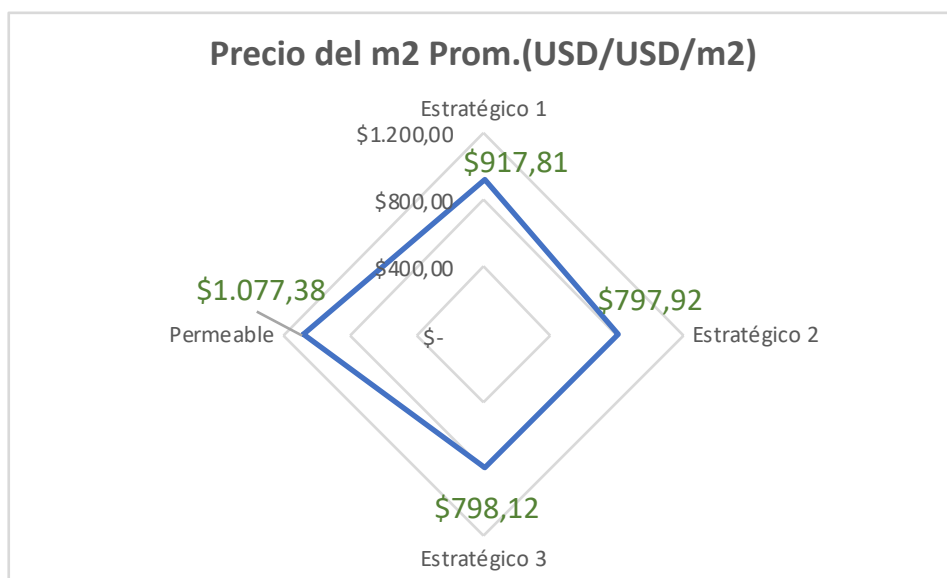 Precio del m2 Prom.(USD/USD/m2)
Estratégico 1
$1.200,00
$917,81
$800,00
$400,00
$1.077,38
$797,92
Permeable
$-
Estratégico 2
$798,12
Estratégico 3